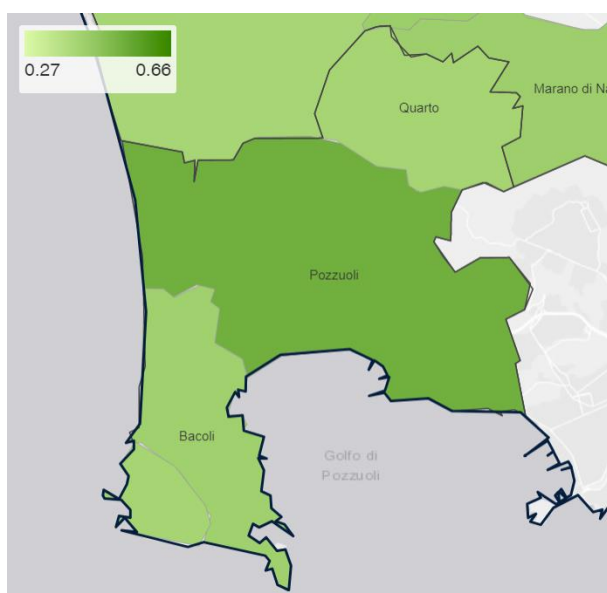 0.27 0.66
Quarto
Marano di Na
Pozzuoli
Bacoli
Golfo di
Pozzuoli